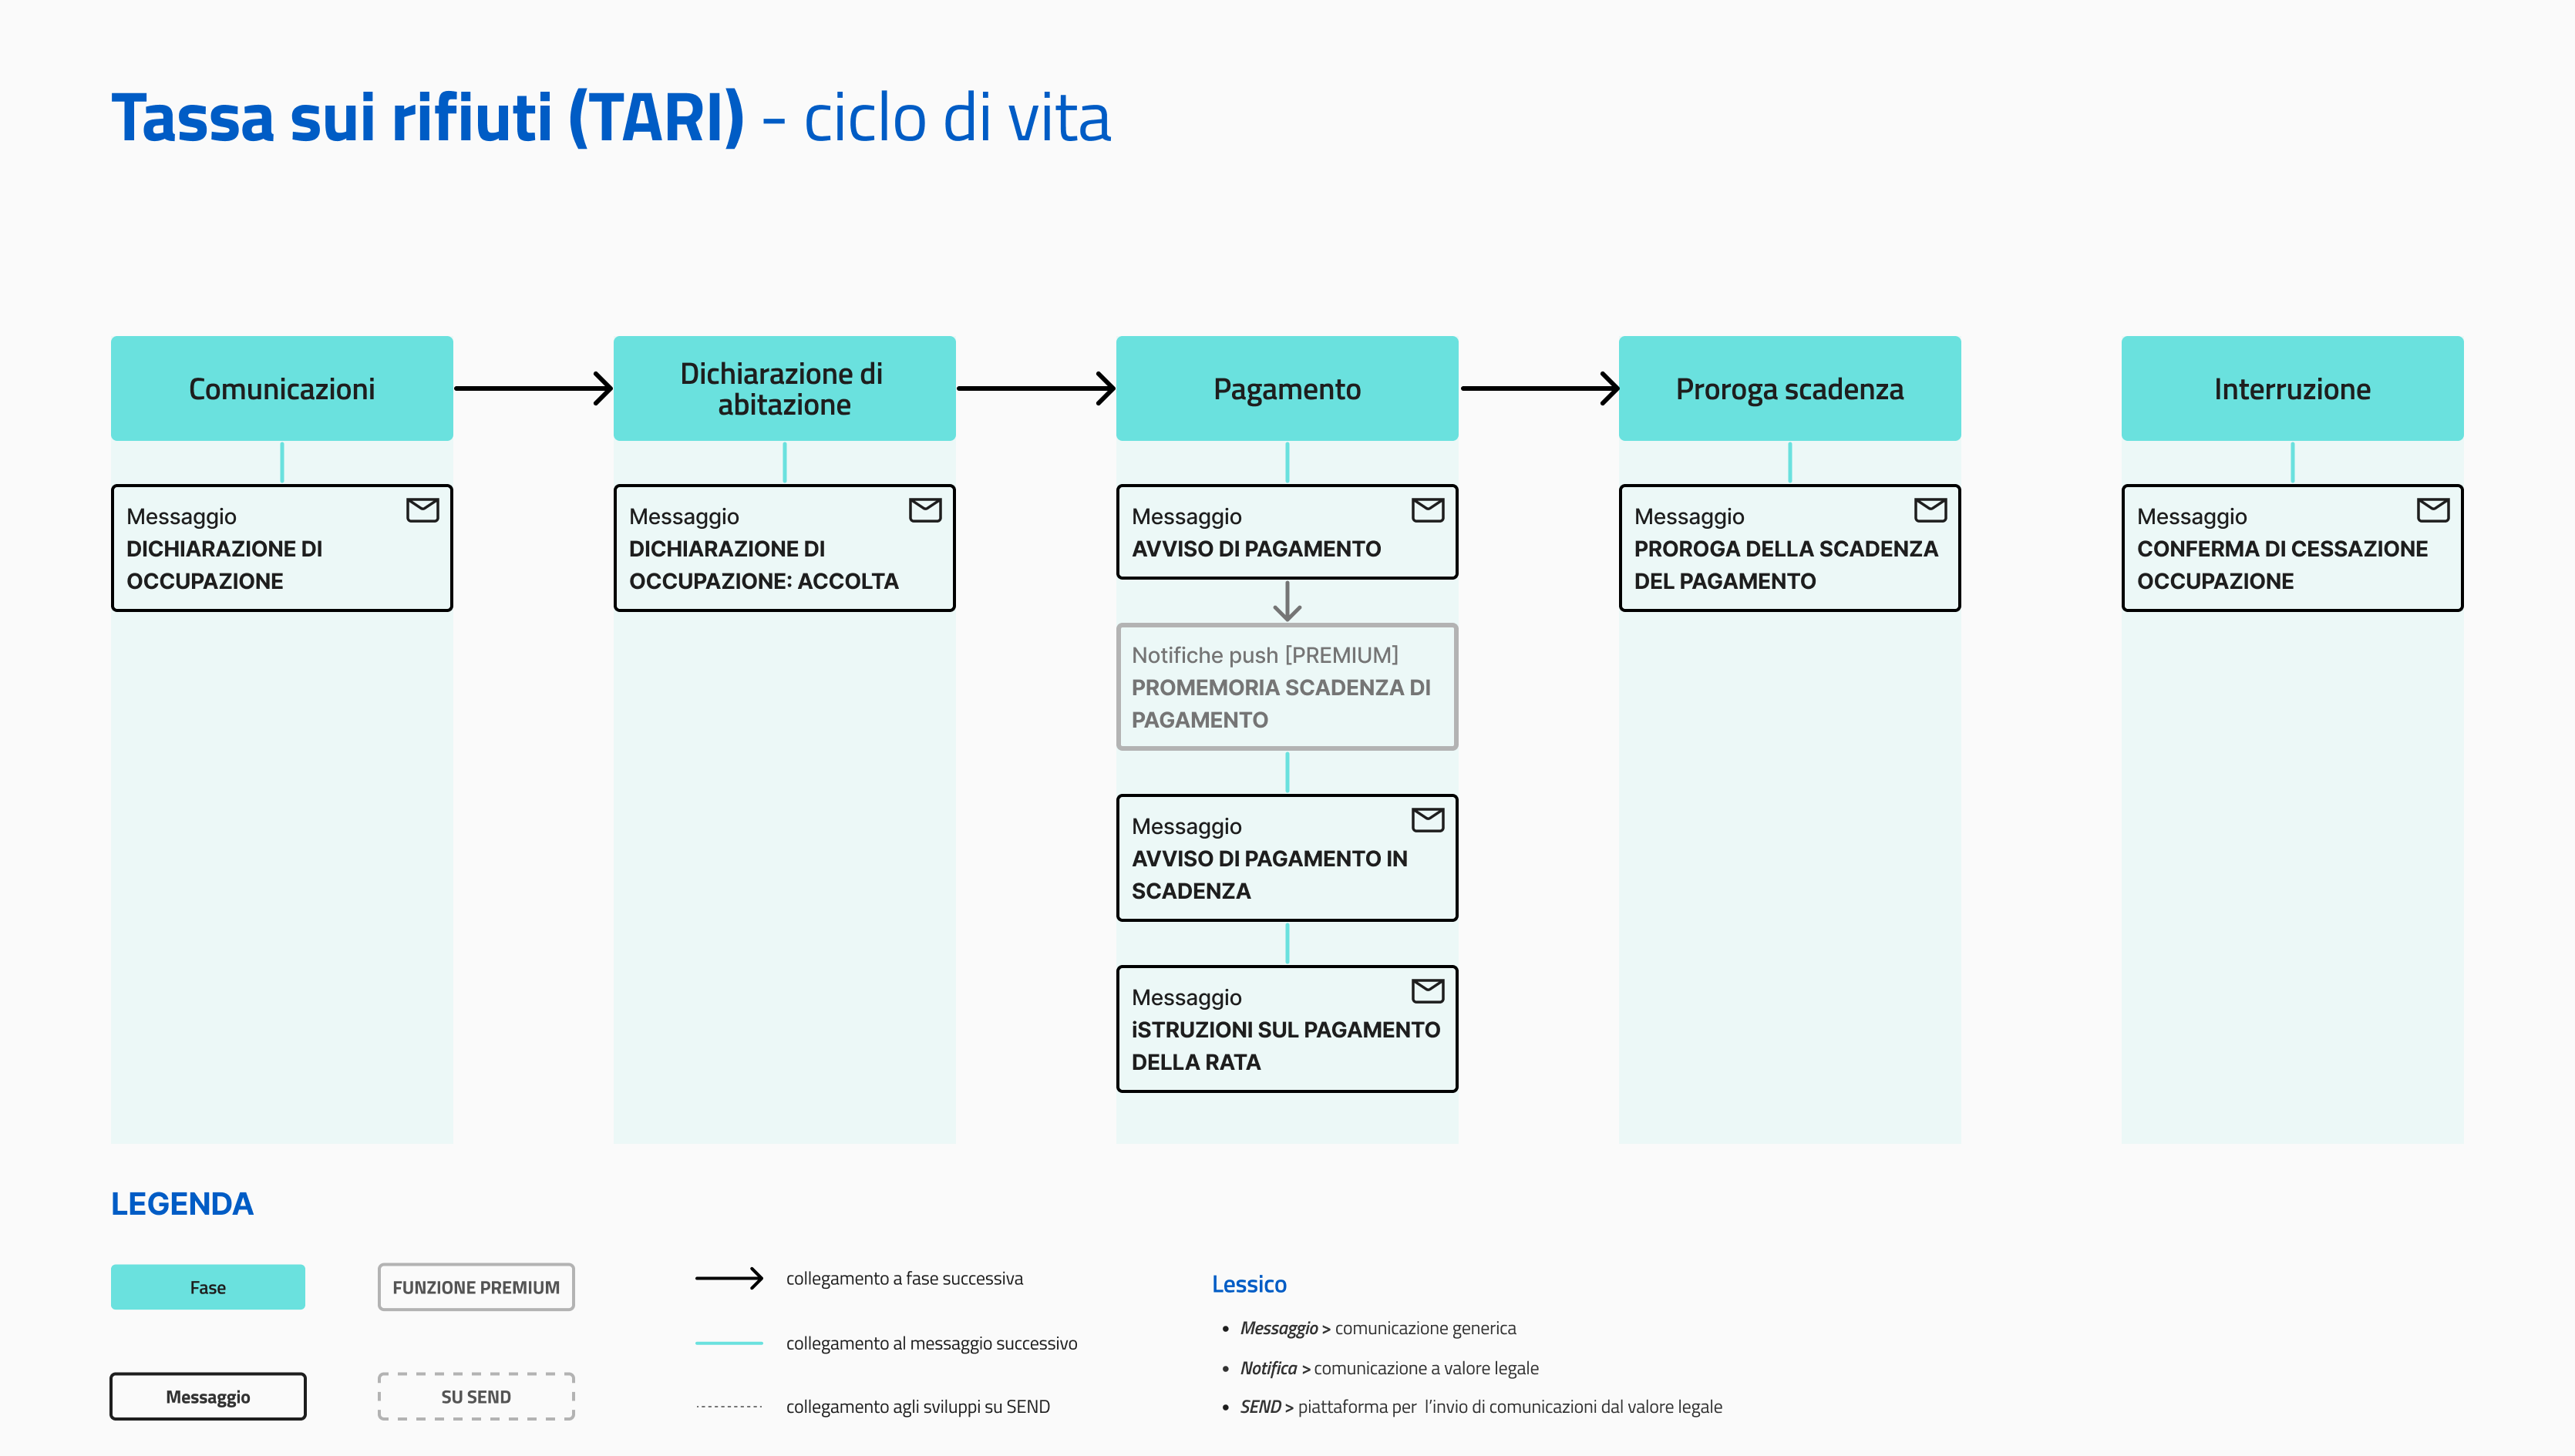 Tassa sui rifiuti (TARI) - ciclo di vita
Comunicazioni
Messaggio
DICHIARAZIONE DI
OCCUPAZIONE
Dichiarazione di
abitazione
Messaggio
DICHIARAZIONE DI
OCCUPAZIONE: ACCOLTA
Pagamento
Messaggio
AVVISO DI PAGAMENTO
Notifiche push [PREMIUM]
PROMEMORIA SCADENZA DI
PAGAMENTO
Messaggio
AVVISO DI PAGAMENTO IN
SCADENZA
Messaggio
iSTRUZIONI SUL PAGAMENTO
DELLA RATA
Proroga scadenza
Messaggio
PROROGA DELLA SCADENZA
DEL PAGAMENTO
Interruzione
Messaggio
CONFERMA DI CESSAZIONE
OCCUPAZIONE
LEGENDA
Fase
Messaggio
FUNZIONE PREMIUM
SU SEND
collegamento a fase successiva
collegamento al messaggio successivo
collegamento agli sviluppi su SEND
Lessico
• Messaggio > comunicazione generica
• Notifica > comunicazione a valore legale
• SEND > piattaforma per l'invio di comunicazioni dal valore legale